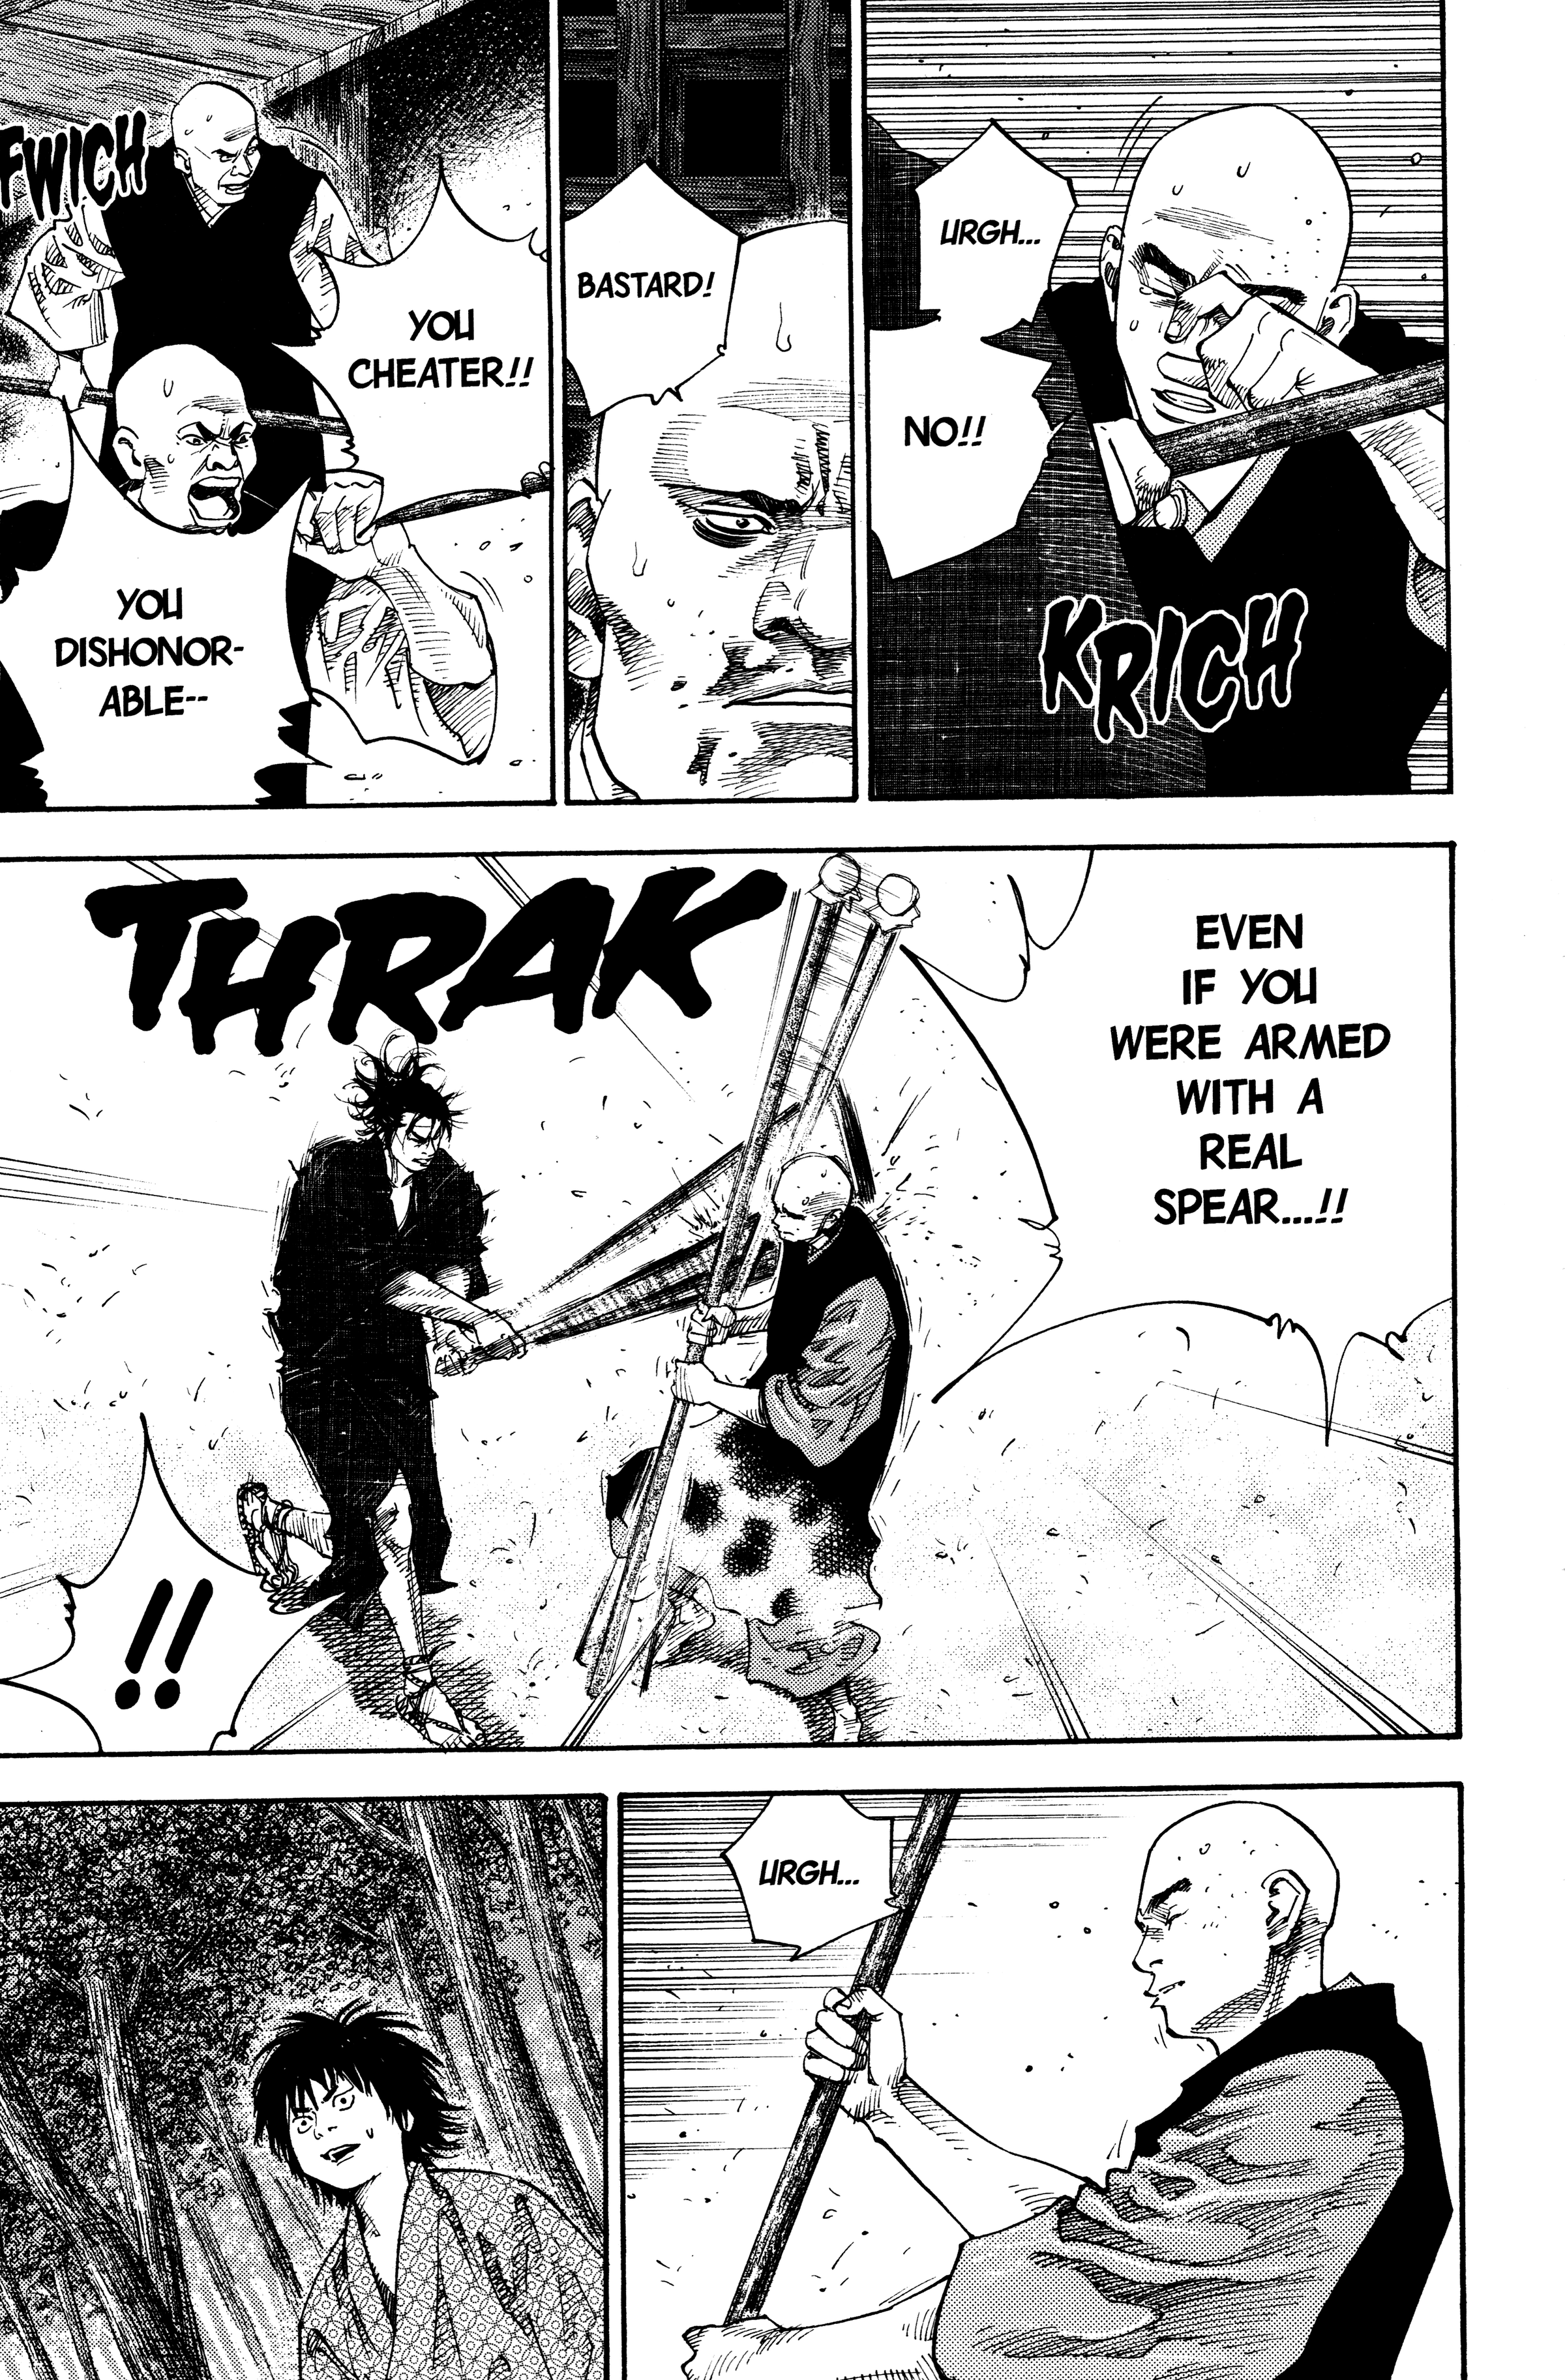 URGH...
NO!!
KRICH
BASTARD!
YOU
CHEATER!!
FWICH
YOU
DISHONOR-
ABLE--
EVEN
IF YOU
WERE ARMED
WITH A
REAL
SPEAR...!!
THRAK
!!
URGH...